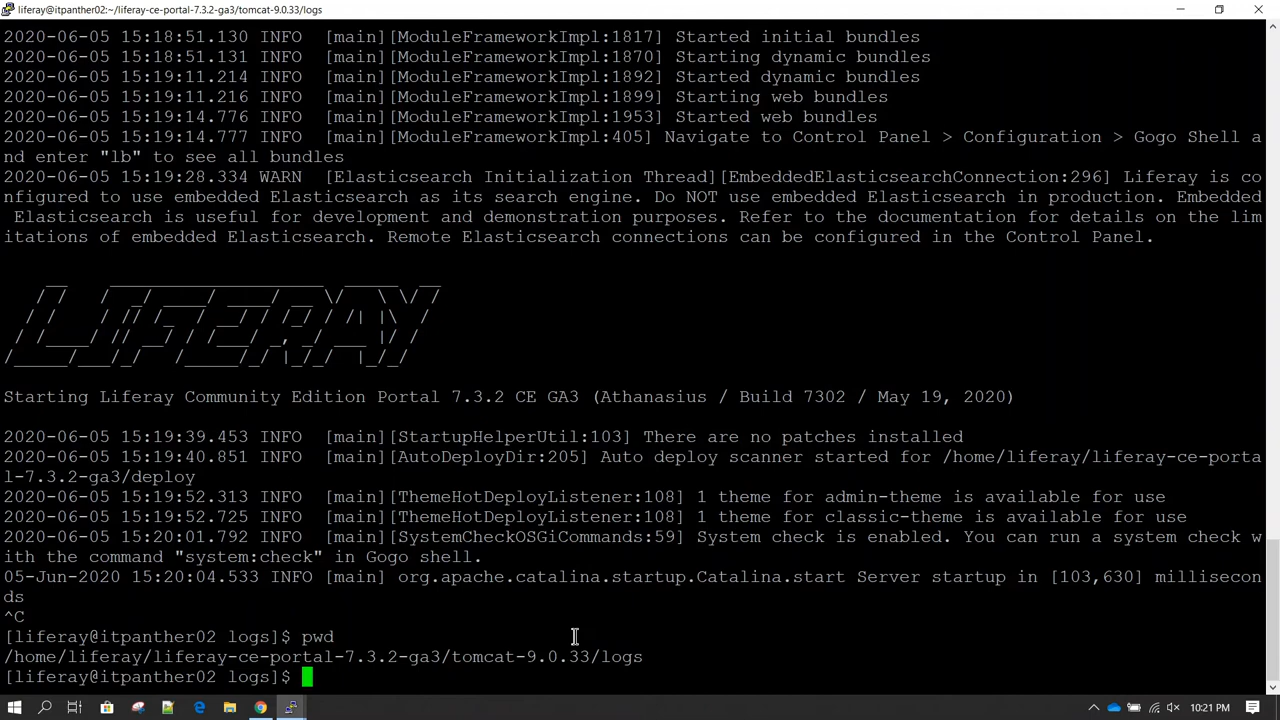 liferay@itpanther02:~/liferay-ce-portal-7.3.2-ga3/tomcat-9.0.33/logs
2020-06-05 15:18:51.130 INFO  [main][ModuleFrameworkImpl:1817] Started initial bundles
2020-06-05 15:18:51.131 INFO  [main][ModuleFrameworkImpl:1870] Starting dynamic bundles
2020-06-05 15:19:11.214 INFO  [main][ModuleFrameworkImpl:1892] Started dynamic bundles
2020-06-05 15:19:11.216 INFO  [main][ModuleFrameworkImpl:1899] Starting web bundles
2020-06-05 15:19:14.776 INFO  [main][ModuleFrameworkImpl:1953] Started web bundles
2020-06-05 15:19:14.777 INFO  [main][ModuleFrameworkImpl:405] Navigate to Control Panel > Configuration > Gogo Shell a
nd enter "lb" to see all bundles
2020-06-05 15:19:28.334 WARN  [Elasticsearch Initialization Thread][EmbeddedElasticsearchConnection:296] Liferay is co
nfigured to use embedded Elasticsearch as its search engine. Do NOT use embedded Elasticsearch in production. Embedded
 Elasticsearch is useful for development and demonstration purposes. Refer to the documentation for details on the lim
itations of embedded Elasticsearch. Remote Elasticsearch connections can be configured in the Control Panel.
LIFERAY
Starting Liferay Community Edition Portal 7.3.2 CE GA3 (Athanasius / Build 7302 / May 19, 2020)
2020-06-05 15:19:39.453 INFO  [main][StartupHelperUtil:103] There are no patches installed
2020-06-05 15:19:40.851 INFO  [main][AutoDeployDir:205] Auto deploy scanner started for /home/liferay/liferay-ce-porta
l-7.3.2-ga3/deploy
2020-06-05 15:19:52.313 INFO  [main][ThemeHotDeployListener:108] 1 theme for admin-theme is available for use
2020-06-05 15:19:52.725 INFO  [main][ThemeHotDeployListener:108] 1 theme for classic-theme is available for use
2020-06-05 15:20:01.792 INFO  [main][SystemCheckOSGiCommands:59] System check is enabled. You can run a system check w
ith the command "system:check" in Gogo shell.
05-Jun-2020 15:20:04.533 INFO [main] org.apache.catalina.startup.Catalina.start Server startup in [103,630] millisecon
ds
^C
[liferay@itpanther02 logs]$ pwd
/home/liferay/liferay-ce-portal-7.3.2-ga3/tomcat-9.0.33/logs
[liferay@itpanther02 logs]$
10:21 PM